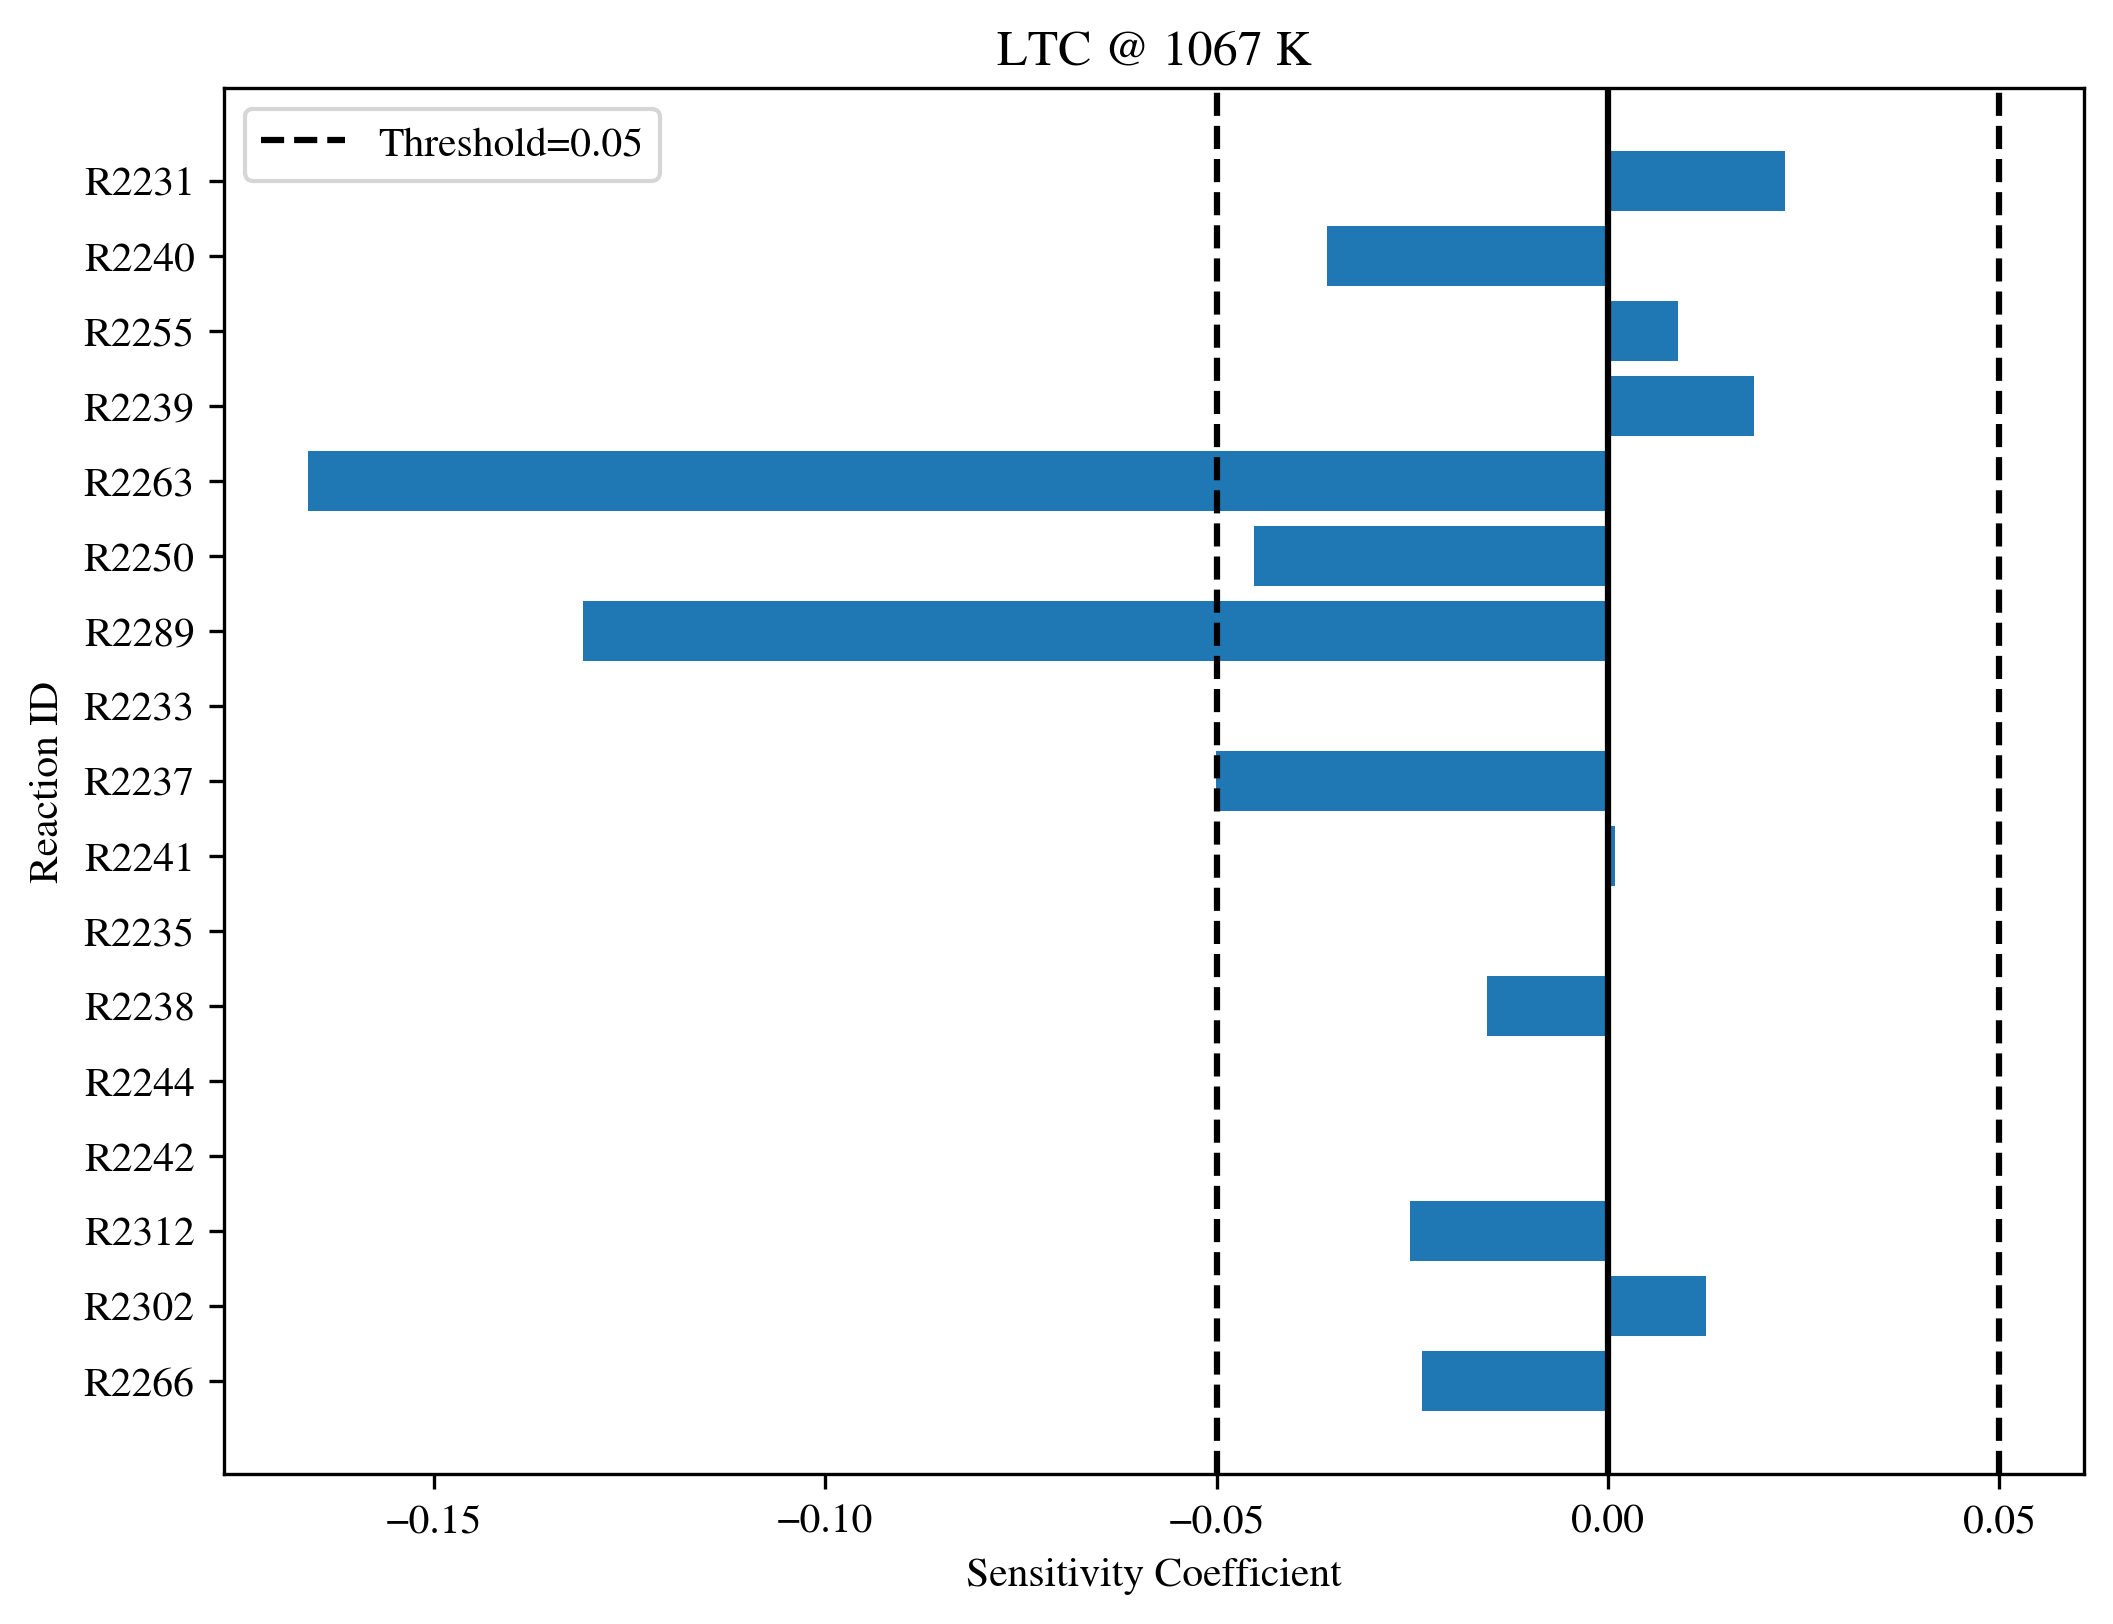 LTC @ 1067 K
Threshold=0.05
R2231
R2240
R2255
R2239
R2263
R2250
R2289
R2233
R2237
R2241
R2235
R2238
R2244
R2242
R2312
R2302
R2266
Reaction ID
−0.15 −0.10 −0.05 0.00 0.05
Sensitivity Coefficient